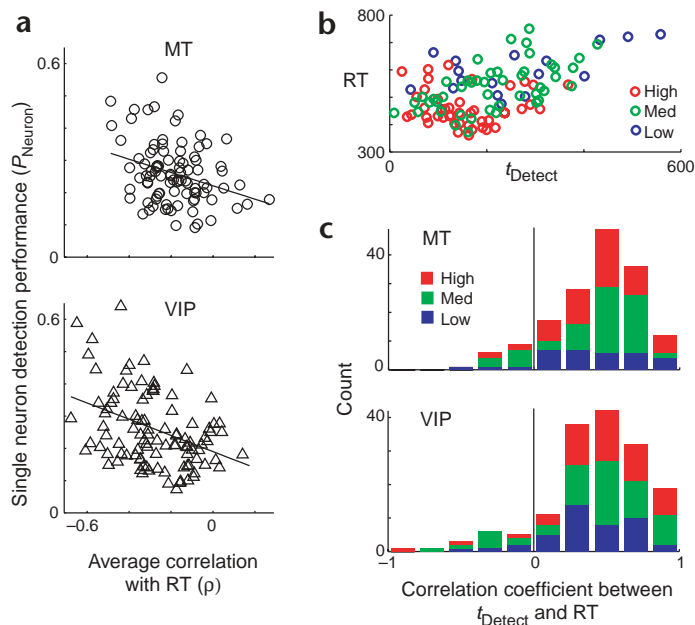 a
MT
0.6
0
VIP
0.6
0
−0.6
0
Single neuron detection performance (PNeuron)
Average correlation
with RT (ρ)
b
800
RT
300
0
tDetect
600
High
Med
Low
c
MT
40
0
High
Med
Low
Count
VIP
40
0
-1
0
1
Correlation coefficient between
tDetect and RT